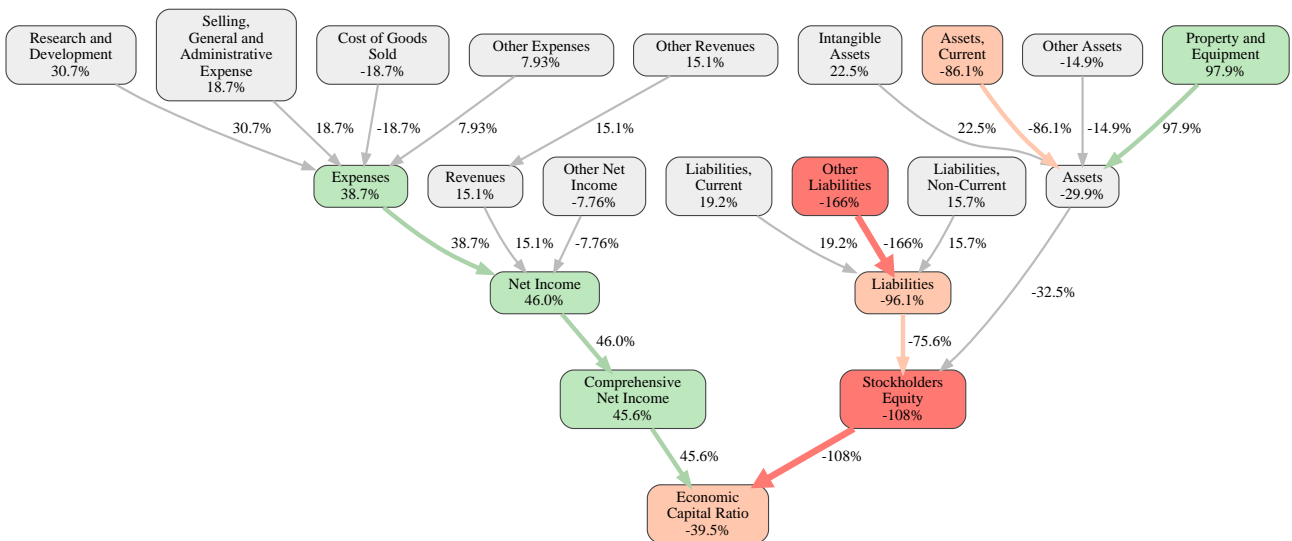 Research and
Development
30.7%
Selling,
General and
Administrative
Expense
18.7%
Cost of Goods
Sold
-18.7%
Other Expenses
7.93%
Other Revenues
15.1%
Intangible
Assets
22.5%
Assets,
Current
-86.1%
Other Assets
-14.9%
Property and
Equipment
97.9%
30.7%
18.7%
-18.7%
7.93%
15.1%
22.5%
-86.1%
-14.9%
97.9%
Expenses
38.7%
Revenues
15.1%
Other Net
Income
-7.76%
Liabilities,
Current
19.2%
Other
Liabilities
-166%
Liabilities,
Non-Current
15.7%
Assets
-29.9%
38.7%
15.1%
-7.76%
19.2%
-166%
15.7%
-32.5%
Net Income
46.0%
Liabilities
-96.1%
46.0%
-75.6%
Comprehensive
Net Income
45.6%
Stockholders
Equity
-108%
45.6%
-108%
Economic
Capital Ratio
-39.5%